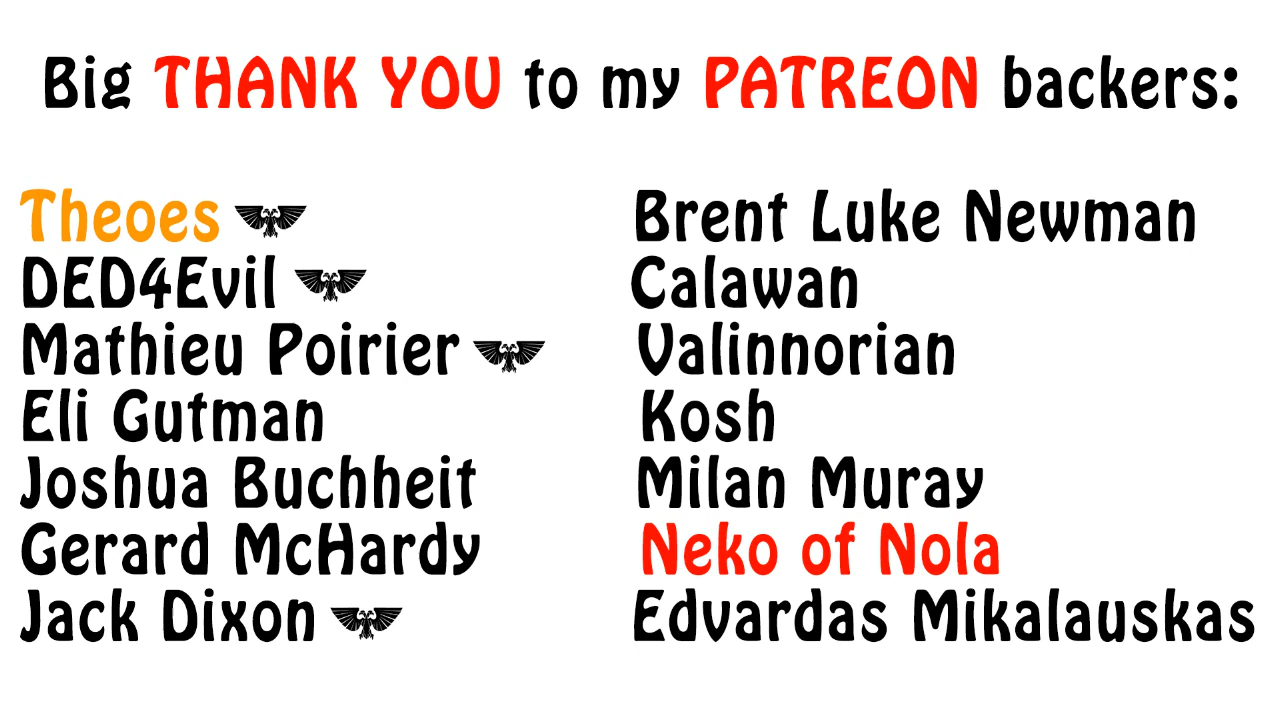 Big THANK YOU to my PATREON backers:
Theoes
DED4Evil
Mathieu Poirier
Eli Gutman
Joshua Buchheit
Gerard McHardy
Jack Dixon
Brent Luke Newman
Calawan
Valinnorian
Kosh
Milan Muray
Neko of Nola
Edvardas Mikalauskas